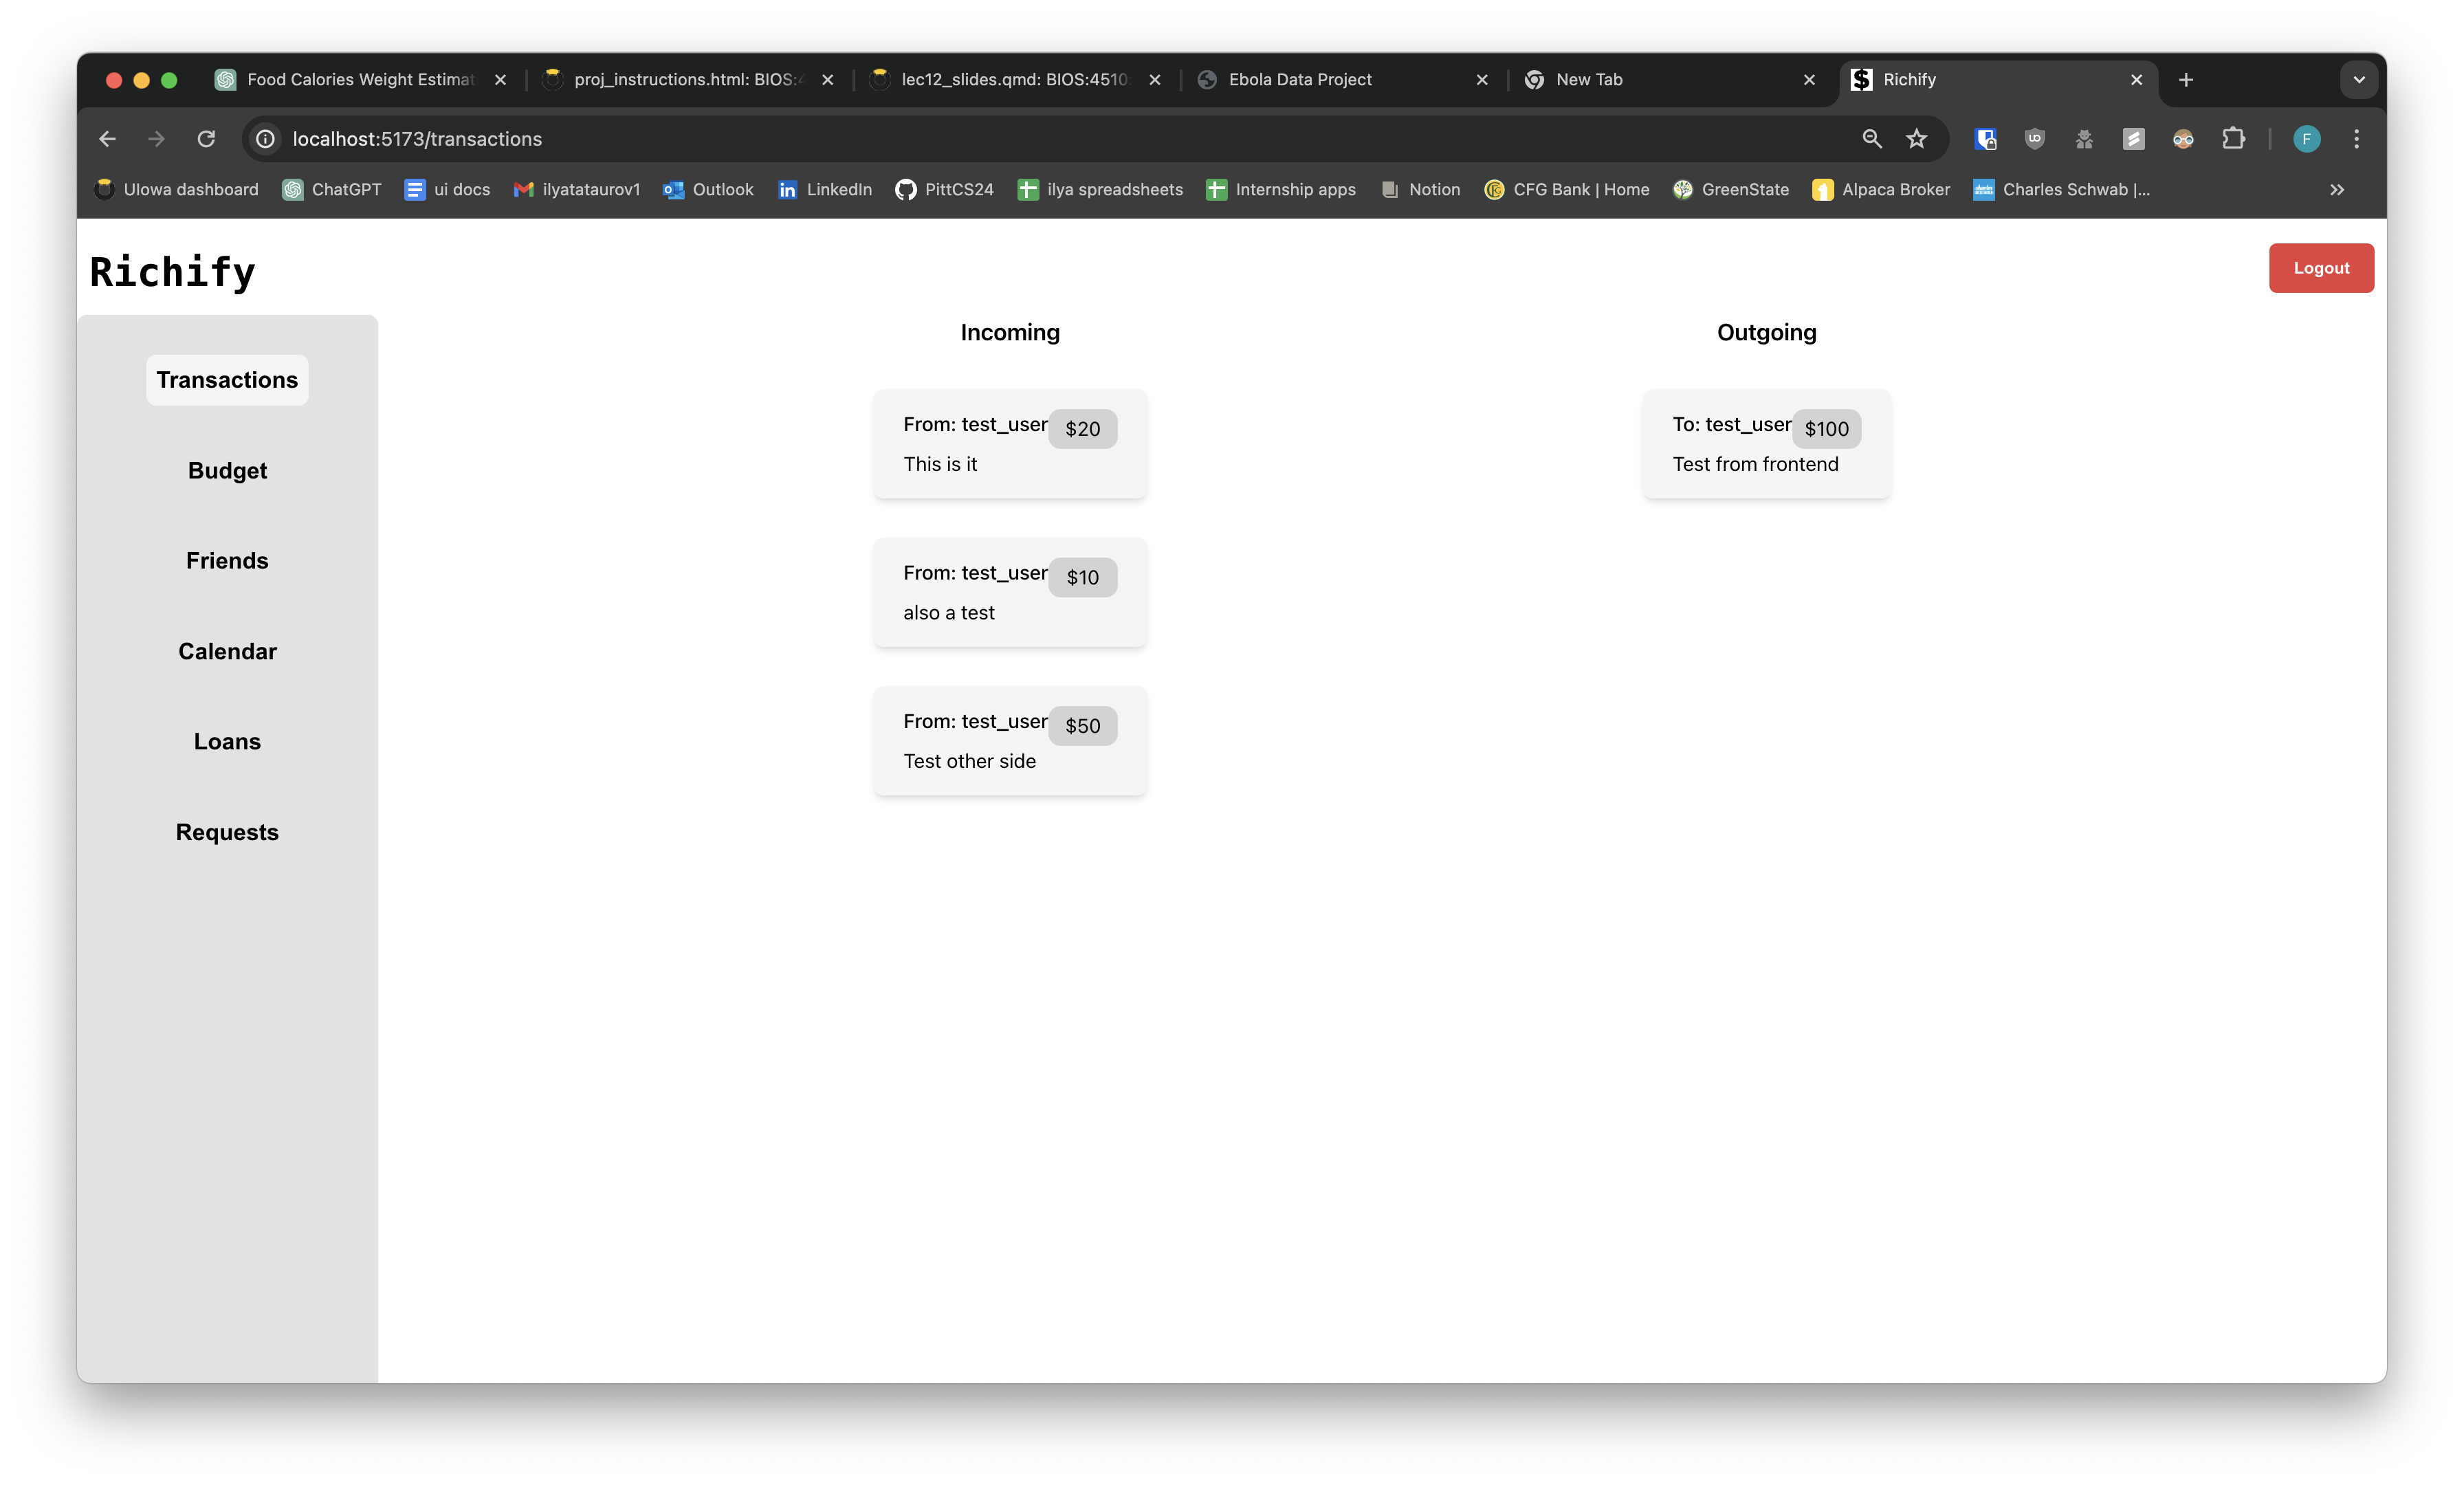 Food Calories Weight Estimat
proj_instructions.html: BIOS:4
lec12_slides.qmd: BIOS:4510
Ebola Data Project
New Tab
Richify
localhost:5173/transactions
F
UIowa dashboard
ChatGPT
ui docs
ilyatataurov1
Outlook
LinkedIn
PittCS24
ilya spreadsheets
Internship apps
Notion
CFG Bank | Home
GreenState
Alpaca Broker
Charles Schwab |...
Richify
Logout
Transactions
Budget
Friends
Calendar
Loans
Requests
Incoming
From: test_user $20
This is it
From: test_user $10
also a test
From: test_user $50
Test other side
Outgoing
To: test_user $100
Test from frontend